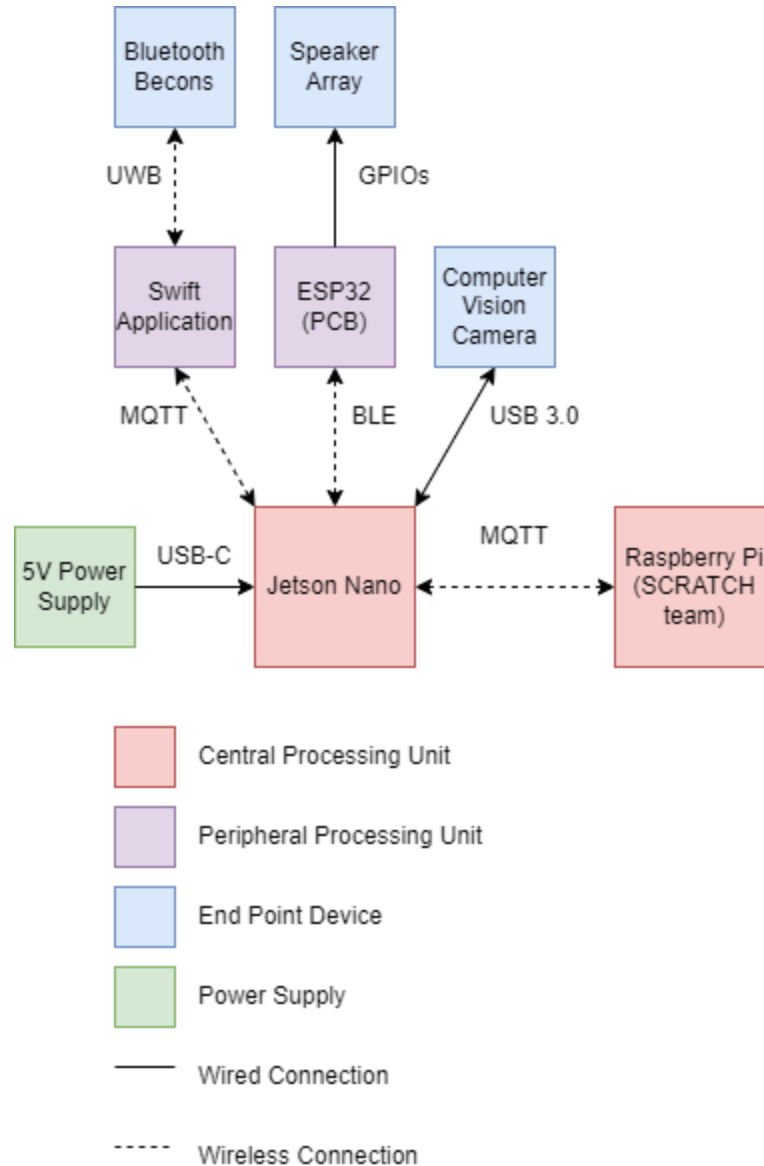 Bluetooth
Becons
Speaker
Array
UWB
GPIOs
Swift
Application
ESP32
(PCB)
Computer
Vision
Camera
MQTT
BLE
USB 3.0
5V Power
Supply
USB-C
Jetson Nano
MQTT
Raspberry Pi
(SCRATCH
team)
Central Processing Unit
Peripheral Processing Unit
End Point Device
Power Supply
Wired Connection
Wireless Connection